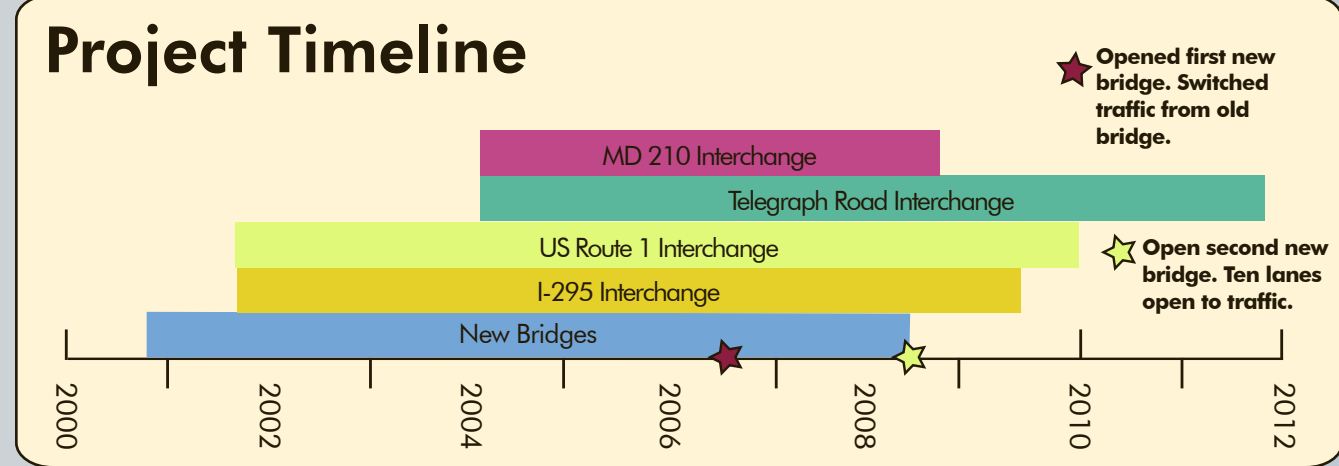 Project Timeline
Opened first new
bridge. Switched
traffic from old
bridge.
MD 210 Interchange
Telegraph Road Interchange
US Route 1 Interchange
Open second new
bridge. Ten lanes
open to traffic.
I-295 Interchange
New Bridges
2000
2002
2004
2006
2008
2010
2012